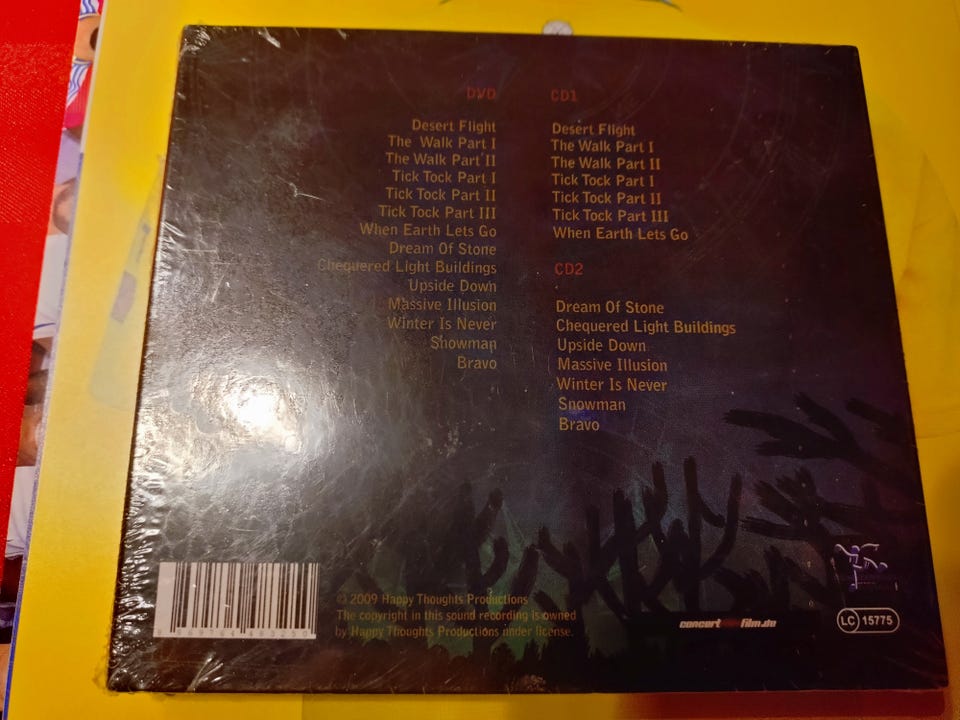 DVD
Desert Flight
The Walk Part I
The Walk Part II
Tick Tock Part I
Tick Tock Part II
Tick Tock Part III
When Earth Lets Go
Dream Of Stone
Chequered Light Buildings
Upside Down
Massive Illusion
Winter Is Never
Snowman
Bravo
CD1
Desert Flight
The Walk Part I
The Walk Part II
Tick Tock Part I
Tick Tock Part II
Tick Tock Part III
When Earth Lets Go
CD2
Dream Of Stone
Chequered Light Buildings
Upside Down
Massive Illusion
Winter Is Never
Snowman
Bravo
© 2009 Happy Thoughts Productions
The copyright in this sound recording is owned
by Happy Thoughts Productions under license.
concert film.de
LC 15775